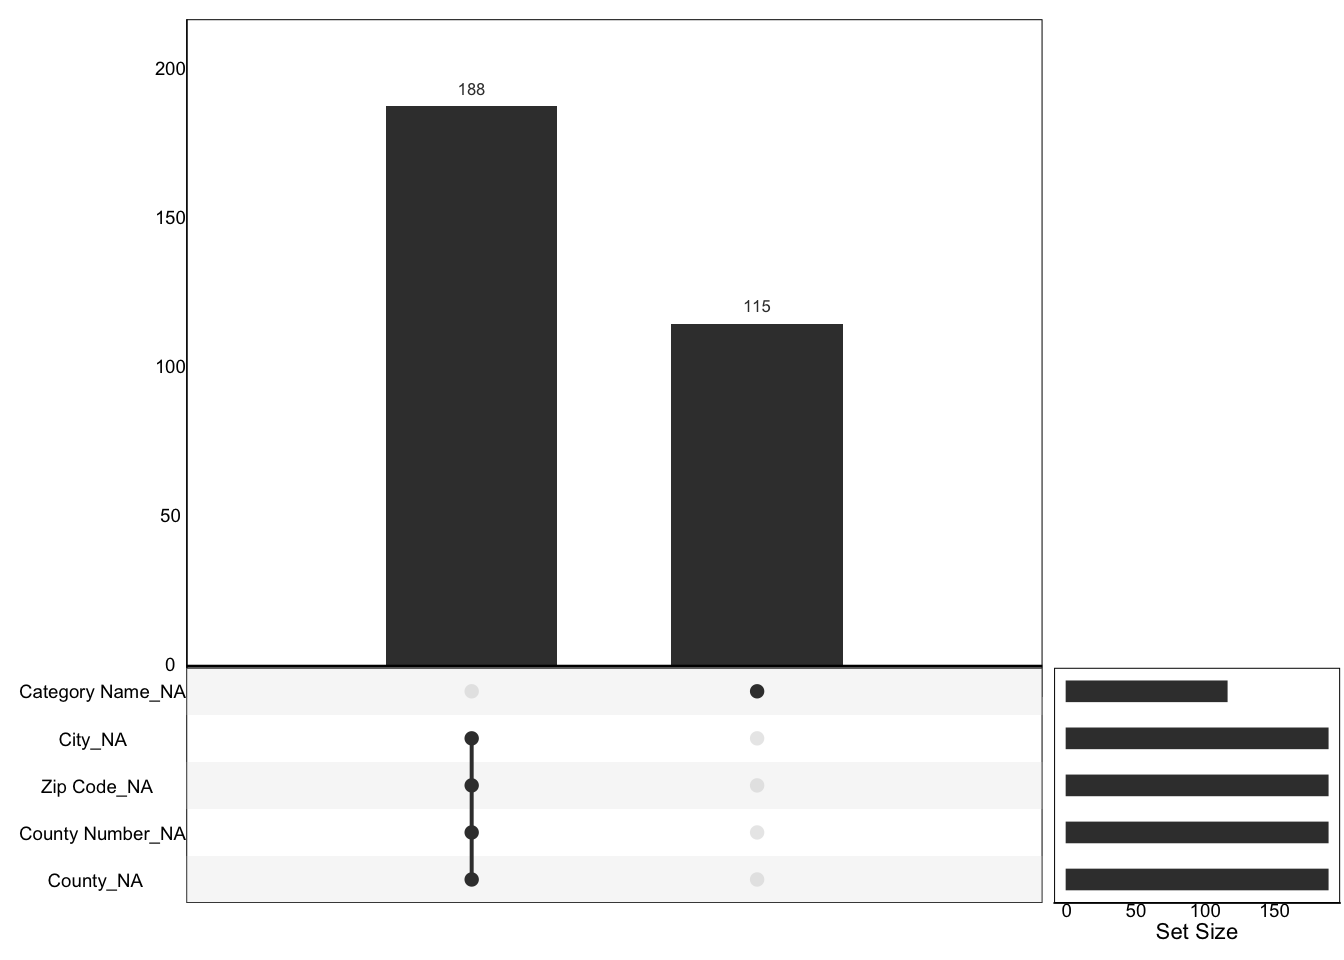 200
188
150
115
100
50
0
Category Name_NA
City_NA
Zip Code_NA
County Number_NA
County_NA
0 50 100 150
Set Size